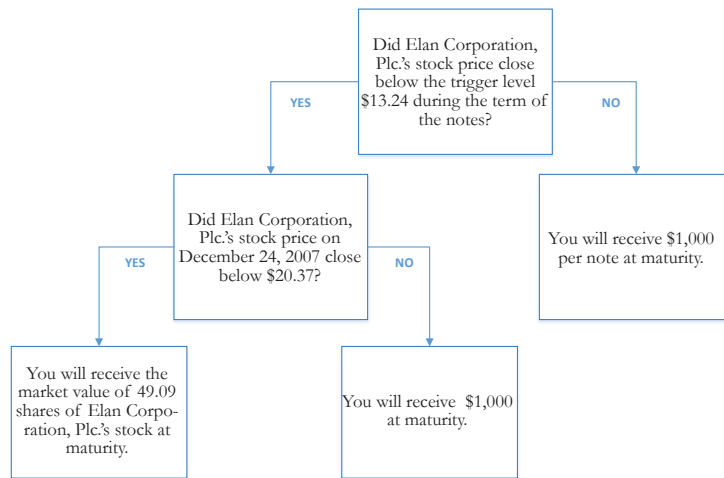 Did Elan Corporation,
Plc.'s stock price close
below the trigger level
$13.24 during the term of
the notes?
YES
NO
Did Elan Corporation,
Plc.'s stock price on
December 24, 2007 close
below $20.37?
You will receive $1,000
per note at maturity.
YES
NO
You will receive the
market value of 49.09
shares of Elan Corpo-
ration, Plc.'s stock at
maturity.
You will receive $1,000
at maturity.